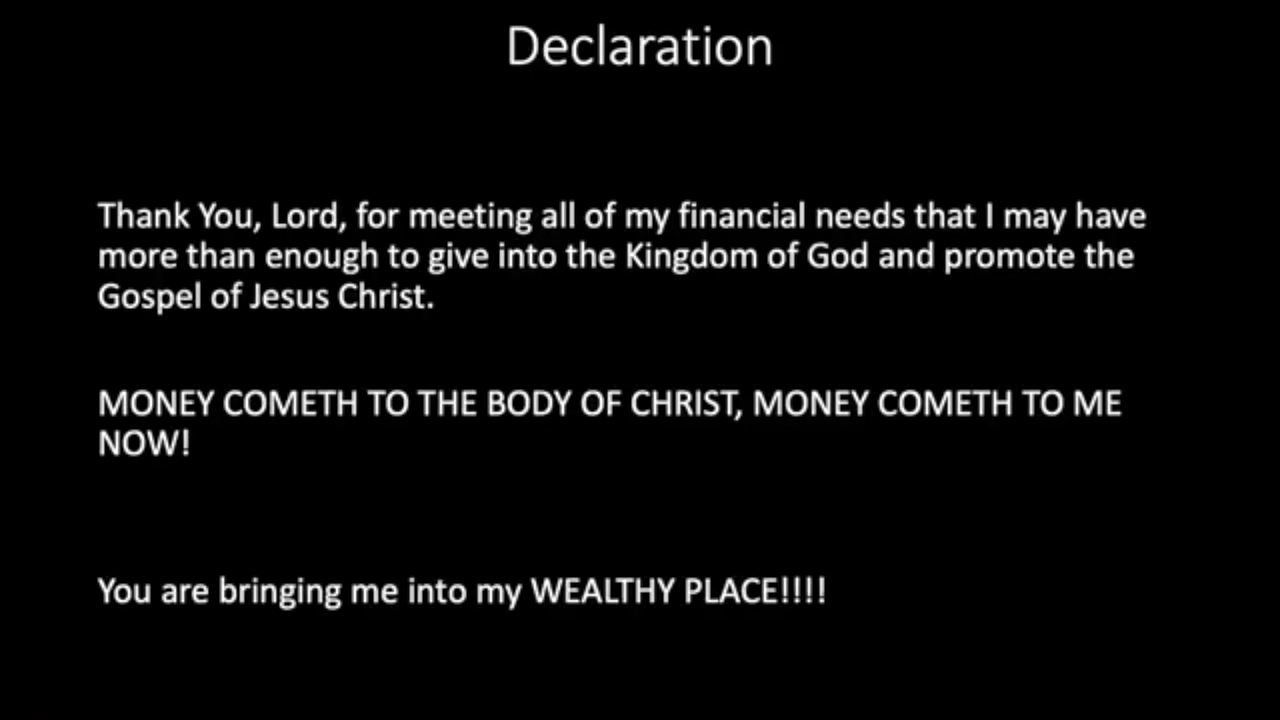 Declaration
Thank You, Lord, for meeting all of my financial needs that I may have
more than enough to give into the Kingdom of God and promote the
Gospel of Jesus Christ.
MONEY COMETH TO THE BODY OF CHRIST, MONEY COMETH TO ME
NOW!
You are bringing me into my WEALTHY PLACE!!!!